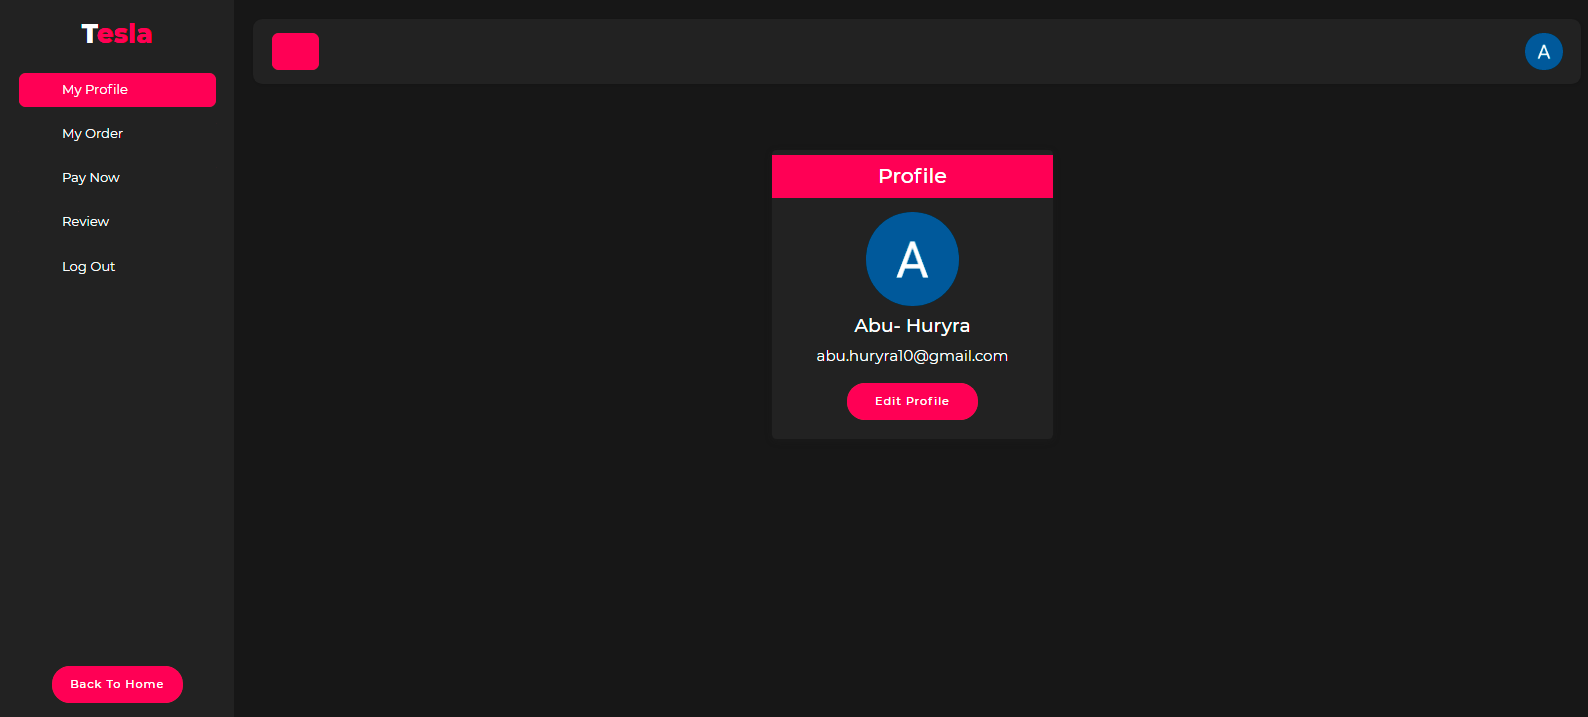 Tesla
A
My Profile
My Order
Pay Now
Review
Log Out
Profile
A
Abu- Huryra
abu.huryra10@gmail.com
Edit Profile
Back To Home